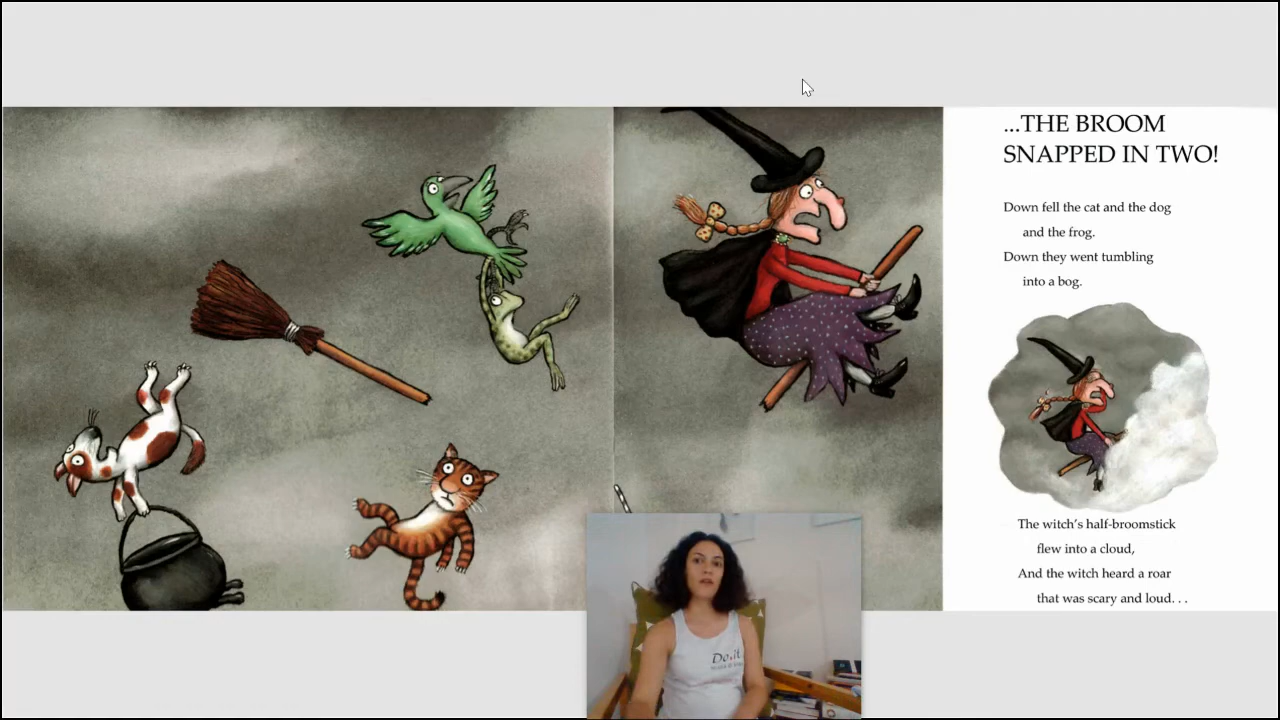 ...THE BROOM
SNAPPED IN TWO!
Down fell the cat and the dog
and the frog.
Down they went tumbling
into a bog.
The witch's half-broomstick
flew into a cloud,
And the witch heard a roar
that was scary and loud. . .
Do.it